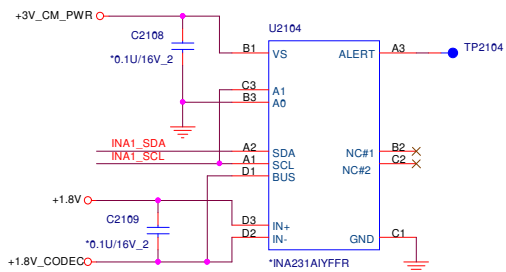 +3V_CM_PWR
U2104
C2108
*0.1U/16V_2
B1 VS
ALERT A3
TP2104
C3 A1
B3 A0
INA1_SDA
INA1_SCL
A2 SDA
A1 SCL
D1 BUS
NC#1 B2
NC#2 C2
+1.8V
C2109
*0.1U/16V_2
D3 IN+
D2 IN-
GND C1
+1.8V_CODEC
*INA231AIYFFR